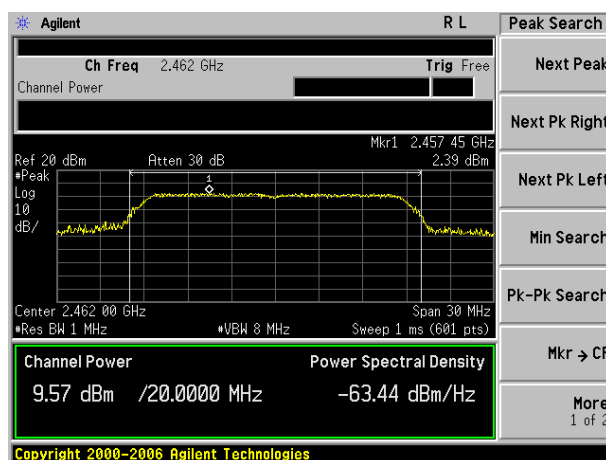 Agilent R L Peak Search
Ch Freq 2.462 GHz Trig Free
Channel Power
Next Peak
Next Pk Right
Next Pk Left
Min Search
Pk-Pk Search
Mkr → CF
More
1 of 2
Mkr1 2.457 45 GHz
Ref 20 dBm Atten 30 dB 2.39 dBm
#Peak
Log
10
dB/
1
Center 2.462 00 GHz Span 30 MHz
#Res BW 1 MHz #VBW 8 MHz Sweep 1 ms (601 pts)
Channel Power Power Spectral Density
9.57 dBm /20.0000 MHz -63.44 dBm/Hz
Copyright 2000-2006 Agilent Technologies